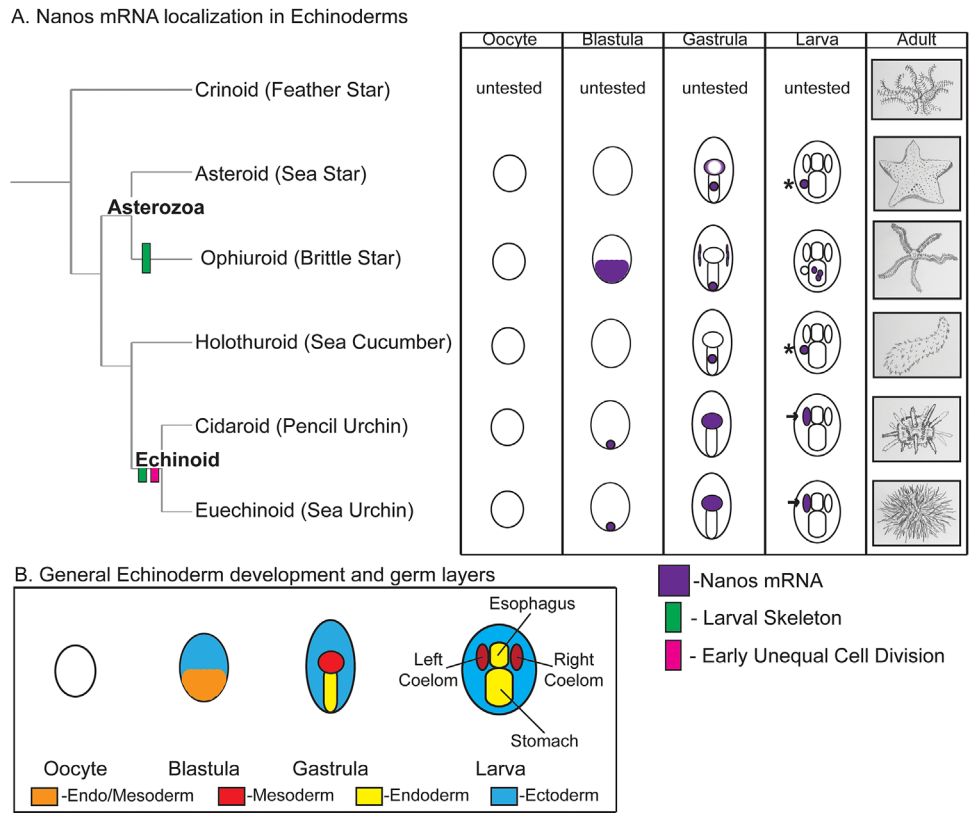 A. Nanos mRNA localization in Echinoderms
Oocyte Blastula Gastrula Larva Adult
Crinoid (Feather Star) untested untested untested untested
Asteroid (Sea Star)
*
Asterozoa
Ophiuroid (Brittle Star)
Holothuroid (Sea Cucumber)
*
Cidaroid (Pencil Urchin)
Echinoid
Euechinoid (Sea Urchin)
B. General Echinoderm development and germ layers
-Nanos mRNA
- Larval Skeleton
- Early Unequal Cell Division
Esophagus
Left
Coelom
Right
Coelom
Stomach
Oocyte Blastula Gastrula Larva
-Endo/Mesoderm -Mesoderm -Endoderm -Ectoderm